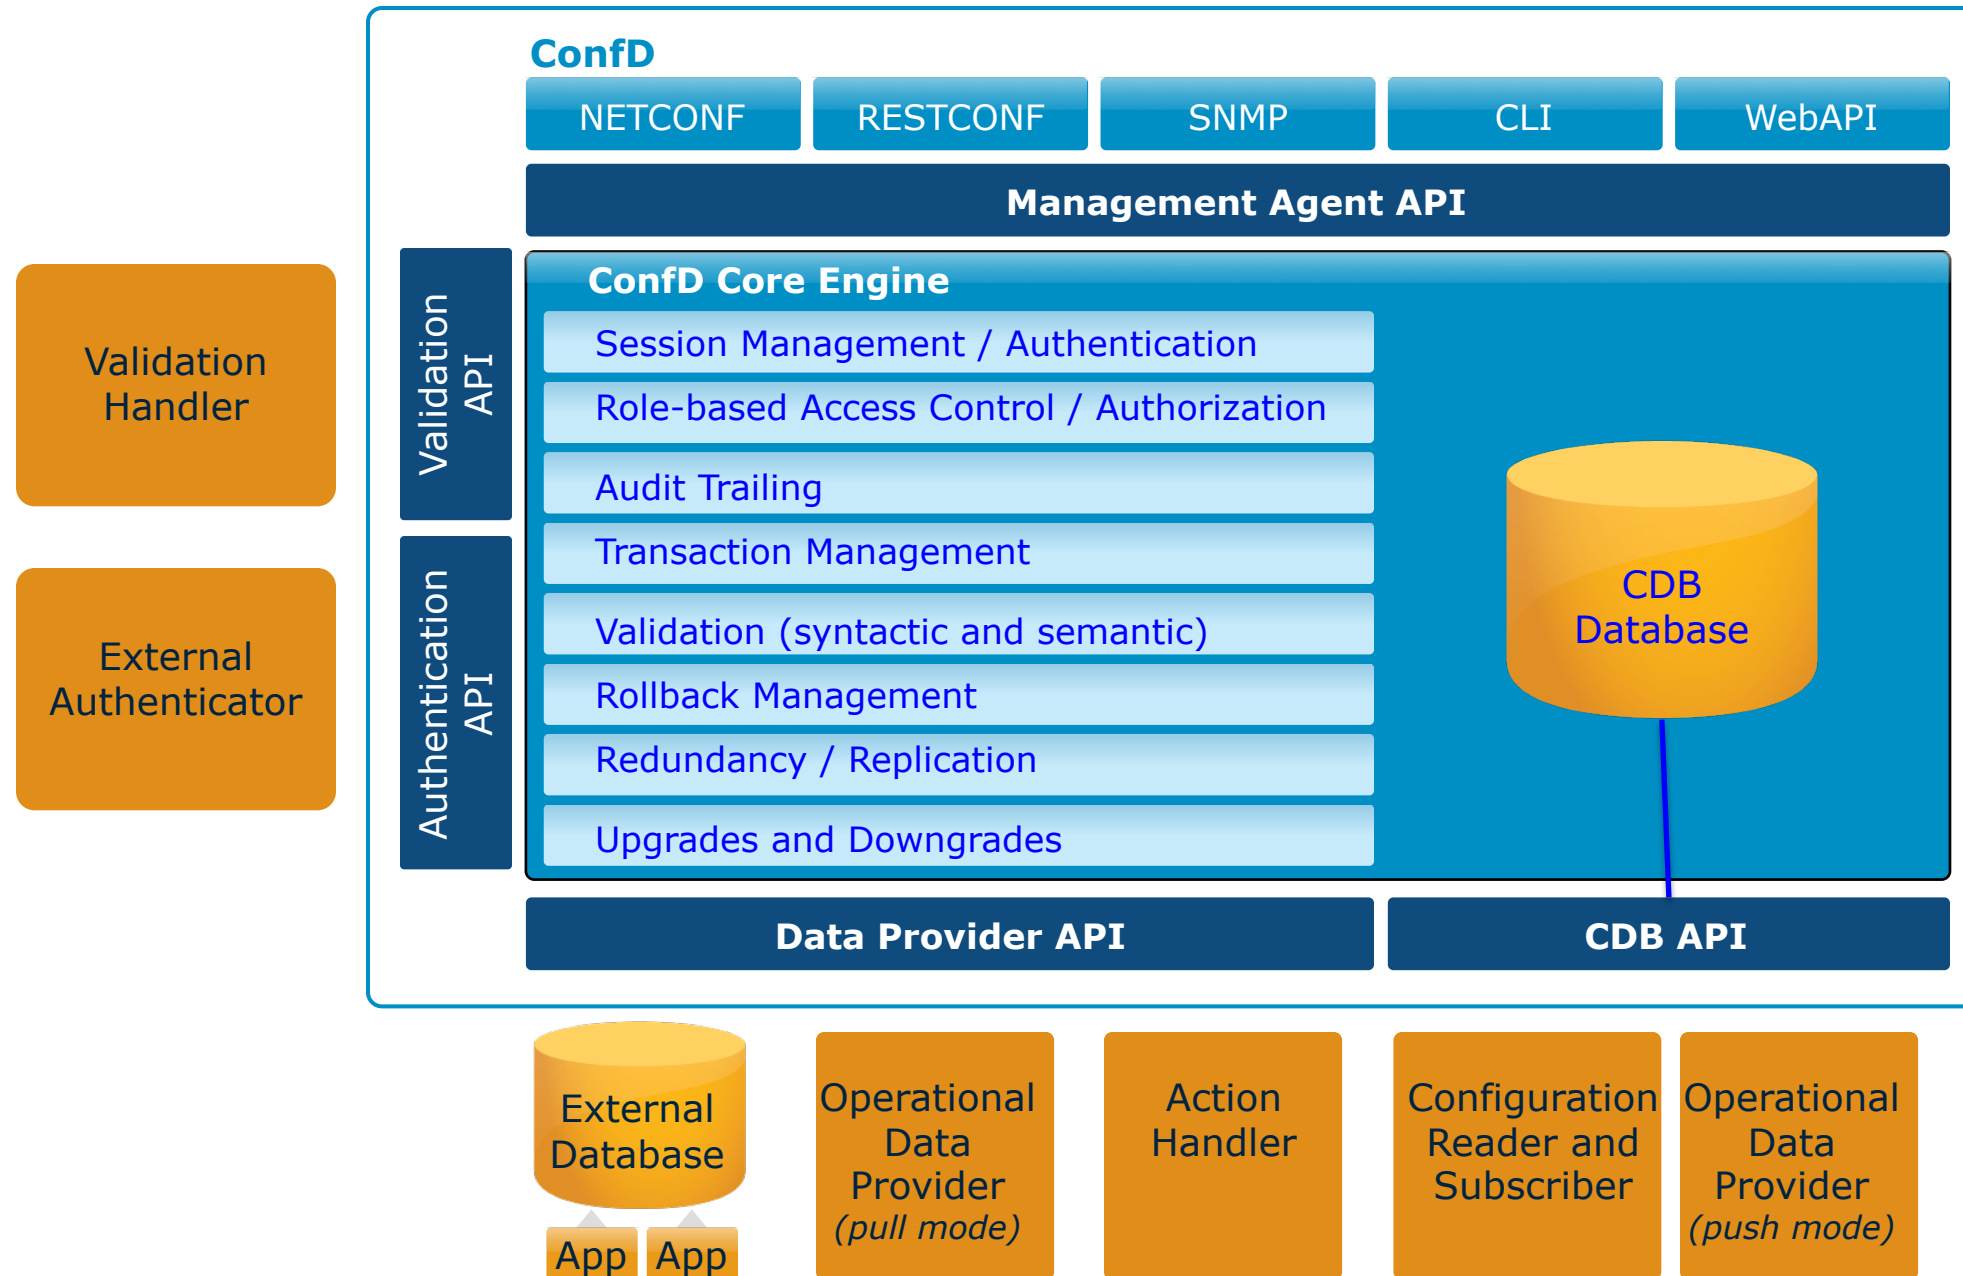 ConfD
NETCONF
RESTCONF
SNMP
CLI
WebAPI
Management Agent API
Validation
Handler
External
Authenticator
Validation
API
Authentication
API
ConfD Core Engine
Session Management / Authentication
Role-based Access Control / Authorization
Audit Trailing
Transaction Management
Validation (syntactic and semantic)
Rollback Management
Redundancy / Replication
Upgrades and Downgrades
CDB
Database
Data Provider API
CDB API
External
Database
App
App
Operational
Data
Provider
(pull mode)
Action
Handler
Configuration
Reader and
Subscriber
Operational
Data
Provider
(push mode)